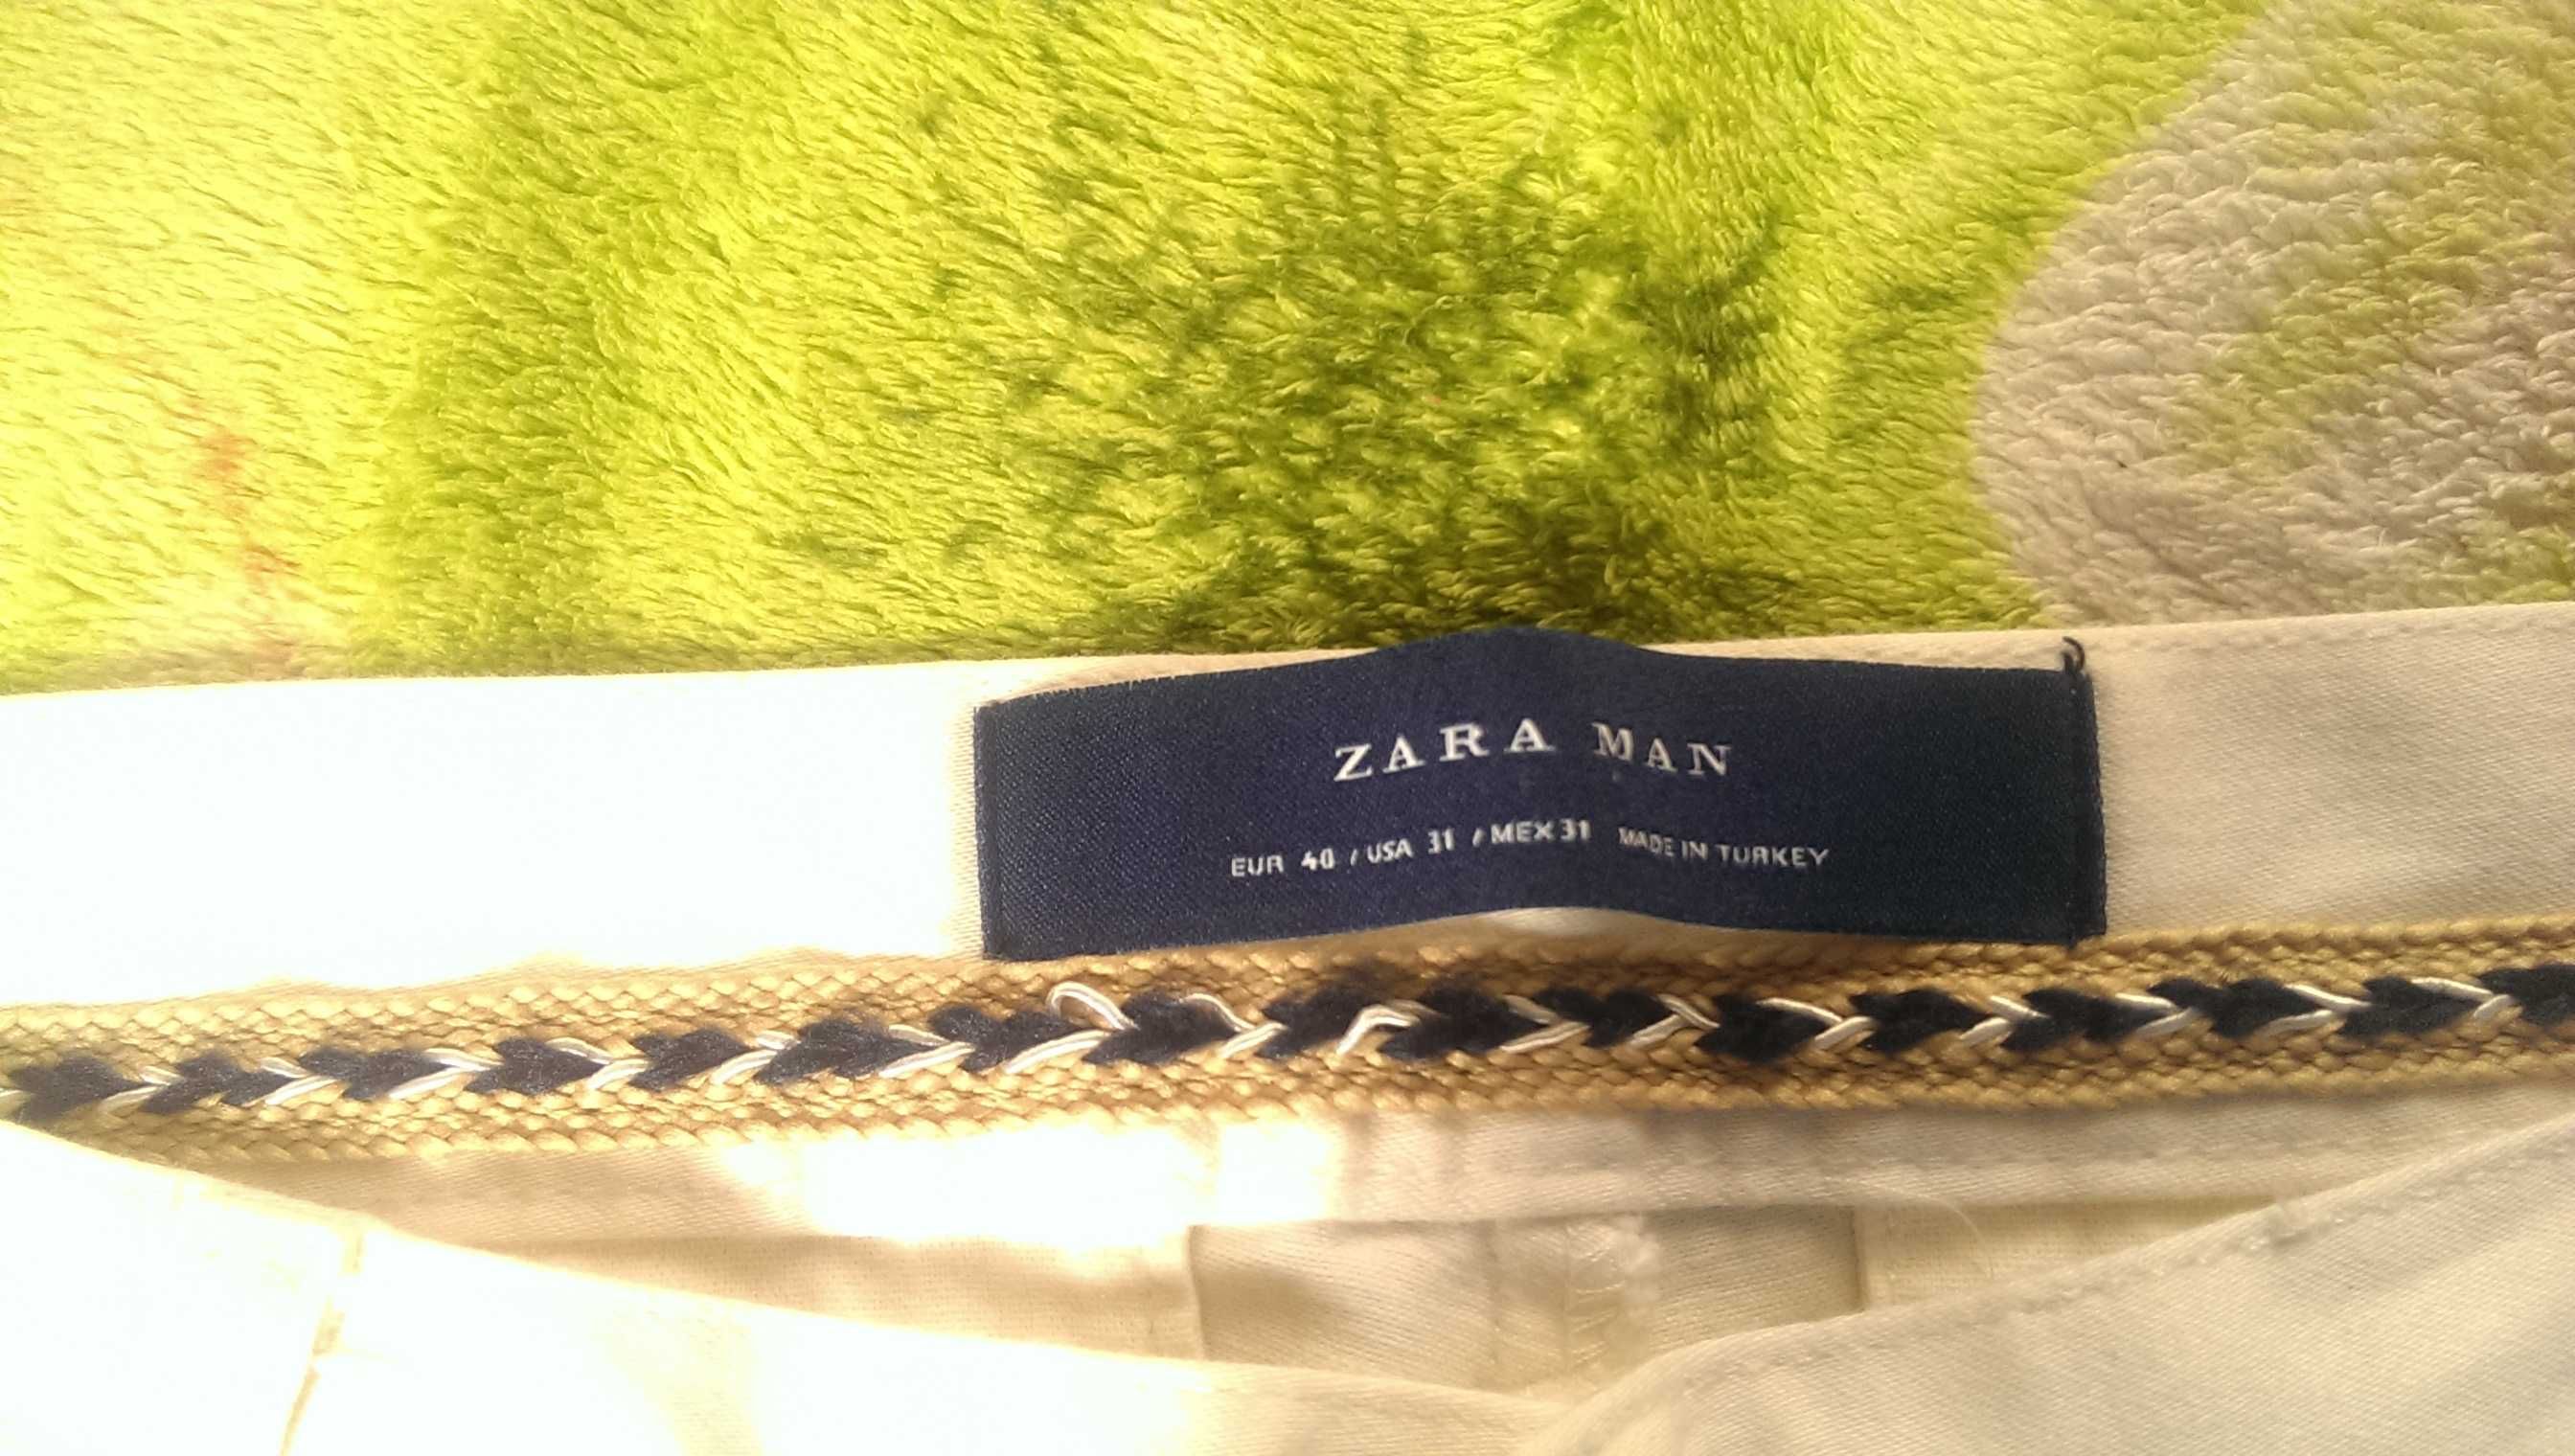 ZARA MAN
EUR 40 / USA 31 / MEX 31 MADE IN TURKEY